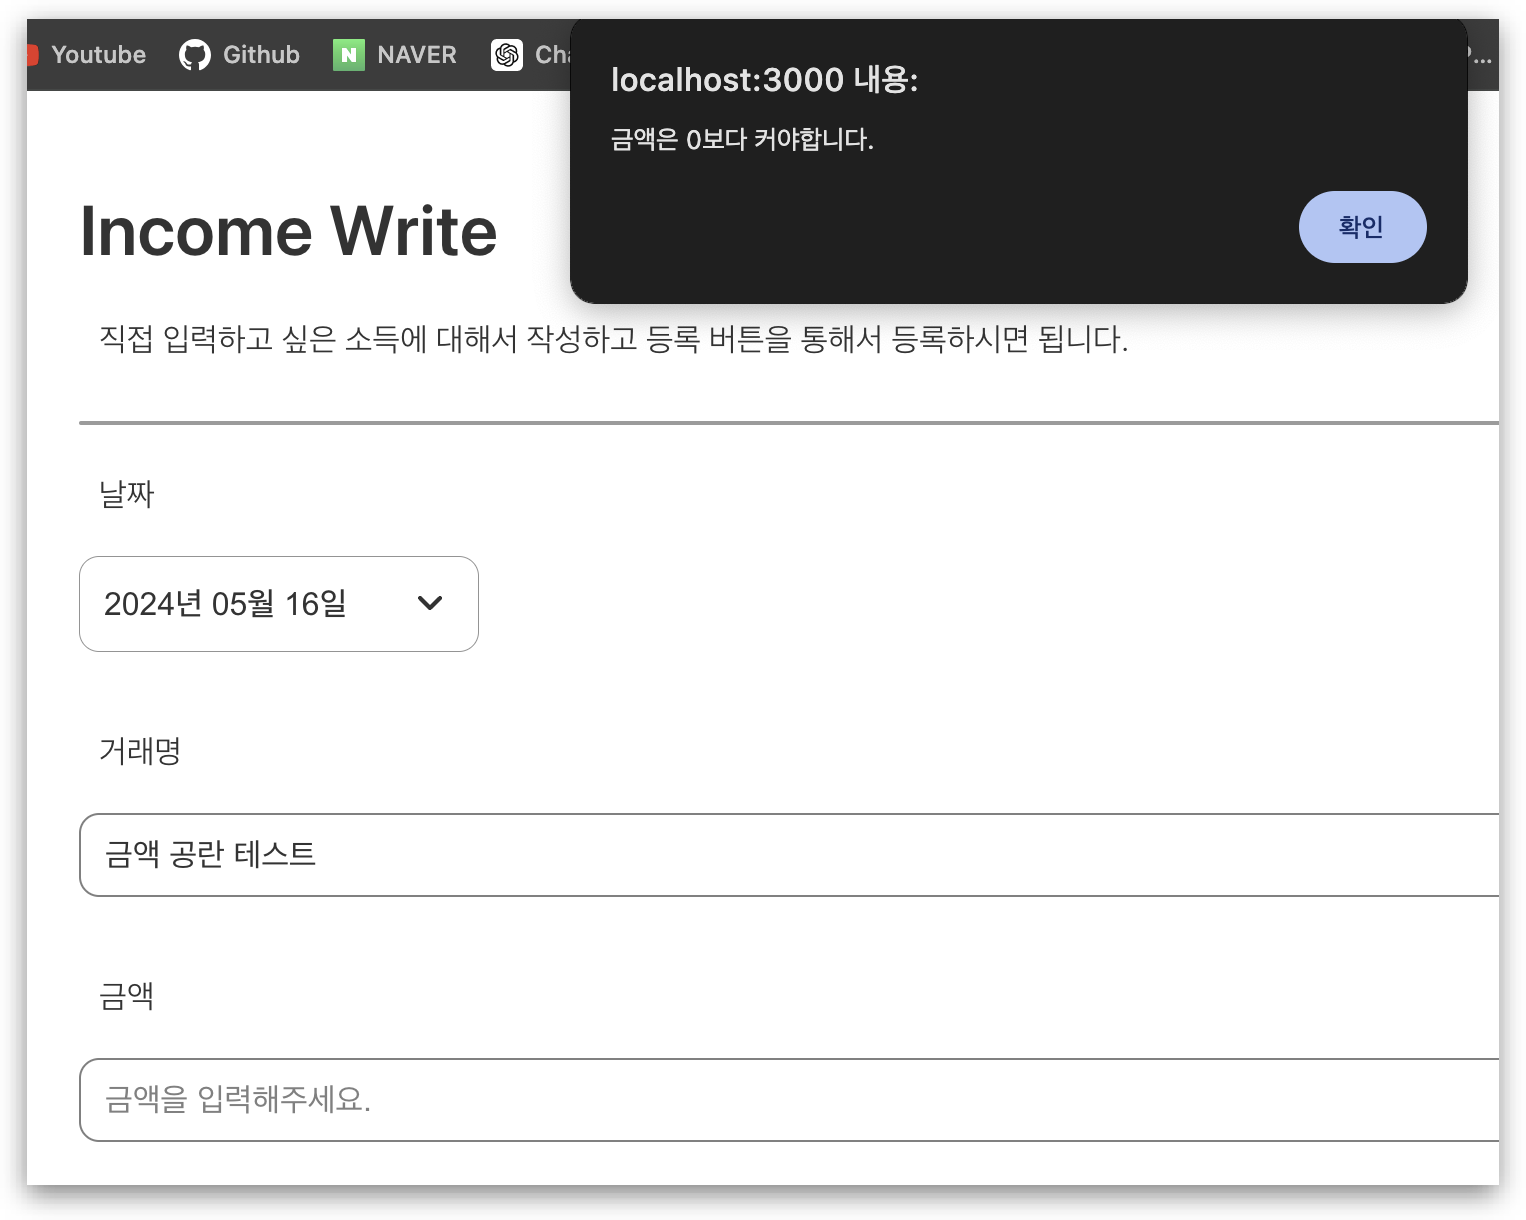 Youtube Github NAVER
localhost:3000 내용:
금액은 0보다 커야합니다.
확인
Income Write
직접 입력하고 싶은 소득에 대해서 작성하고 등록 버튼을 통해서 등록하시면 됩니다.
날짜
2024년 05월 16일
거래명
금액 공란 테스트
금액
금액을 입력해주세요.